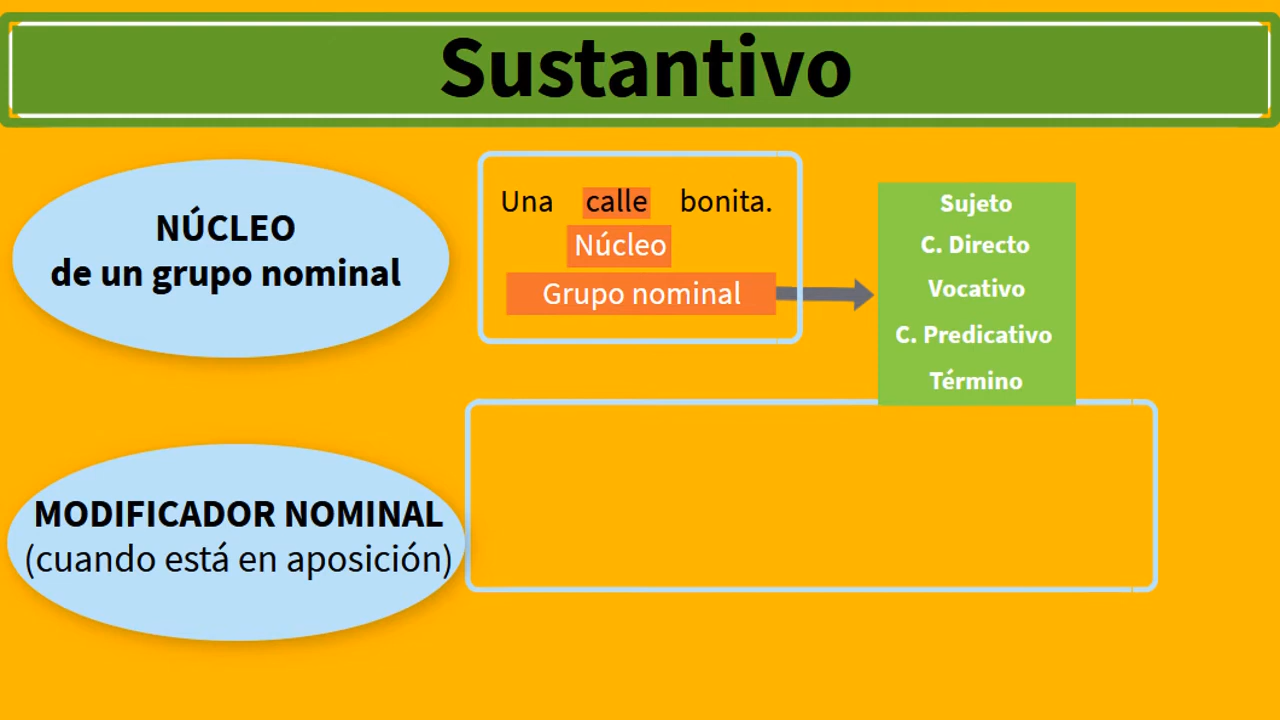 Sustantivo
NÚCLEO
de un grupo nominal
Una calle bonita.
Núcleo
Grupo nominal
Sujeto
C. Directo
Vocativo
C. Predicativo
Término
MODIFICADOR NOMINAL
(cuando está en aposición)